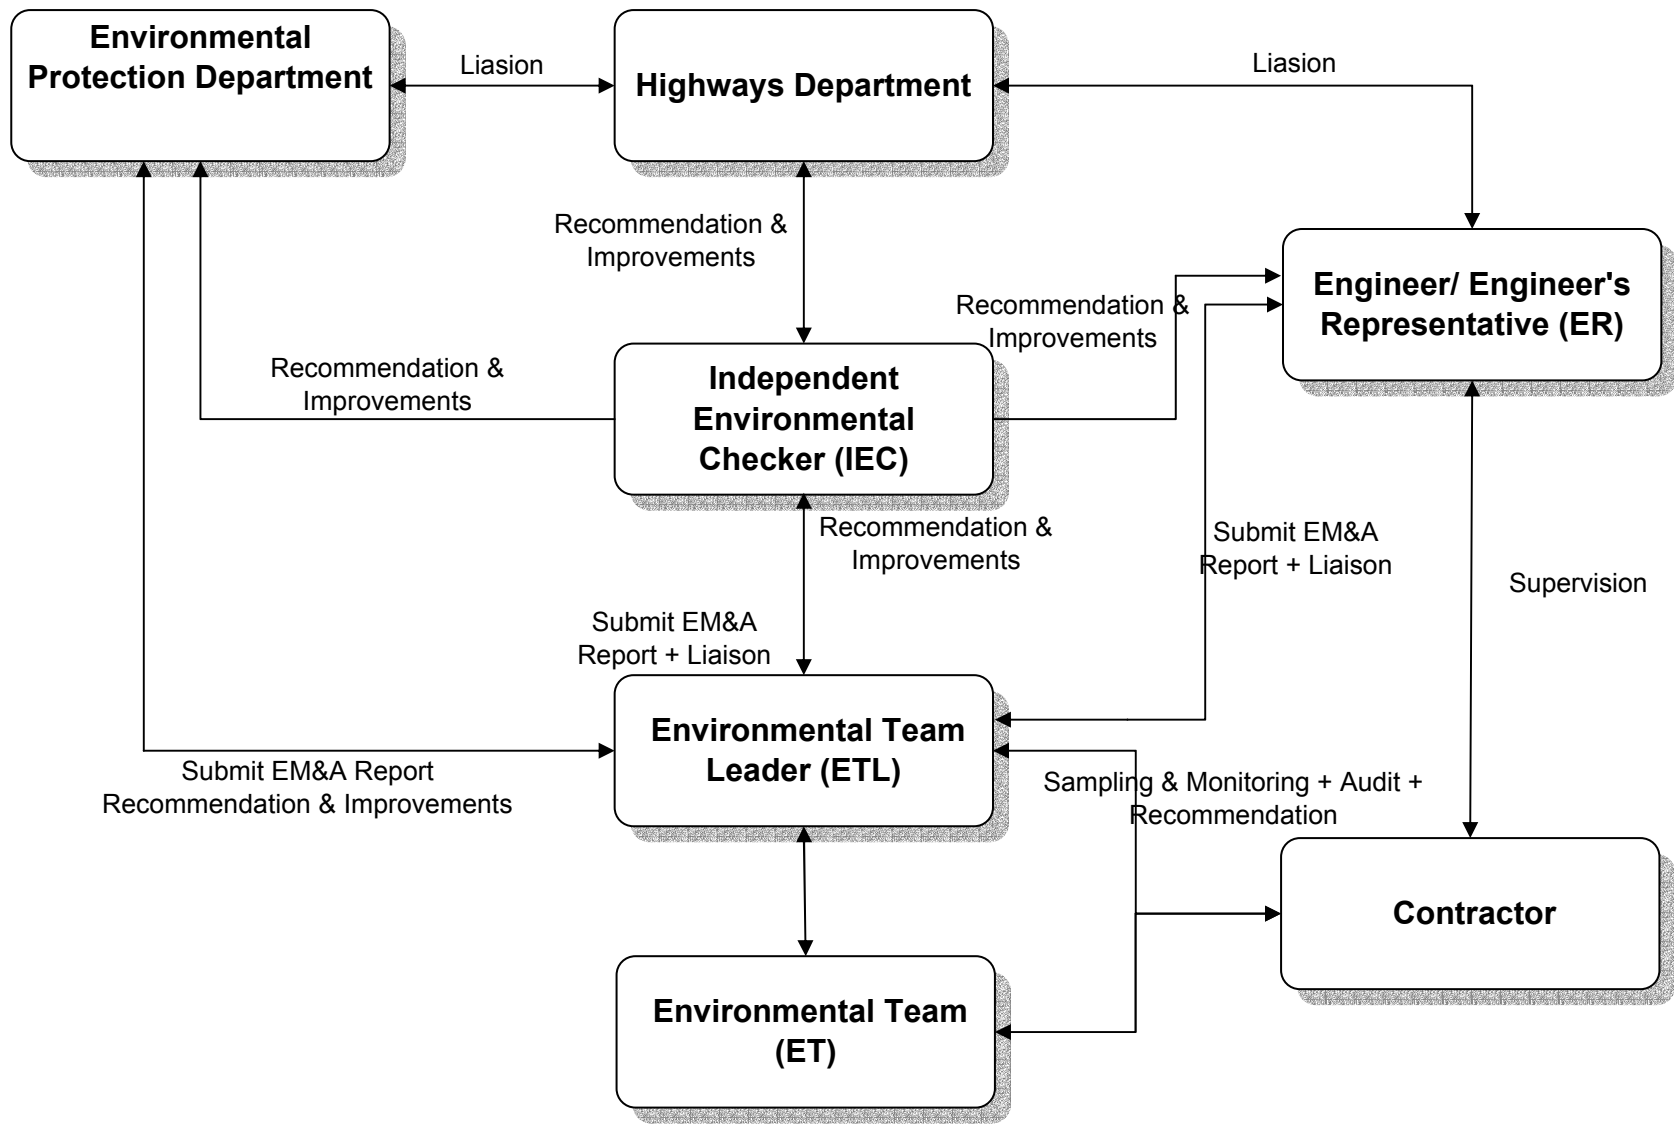 Environmental
Protection Department
Liasion
Highways Department
Liasion
Recommendation &
Improvements
Engineer/ Engineer's
Representative (ER)
Recommendation &
Improvements
Recommendation &
Improvements
Independent
Environmental
Checker (IEC)
Recommendation &
Improvements
Submit EM&A
Report + Liaison
Supervision
Submit EM&A
Report + Liaison
Environmental Team
Leader (ETL)
Submit EM&A Report
Recommendation & Improvements
Sampling & Monitoring + Audit +
Recommendation
Contractor
Environmental Team
(ET)